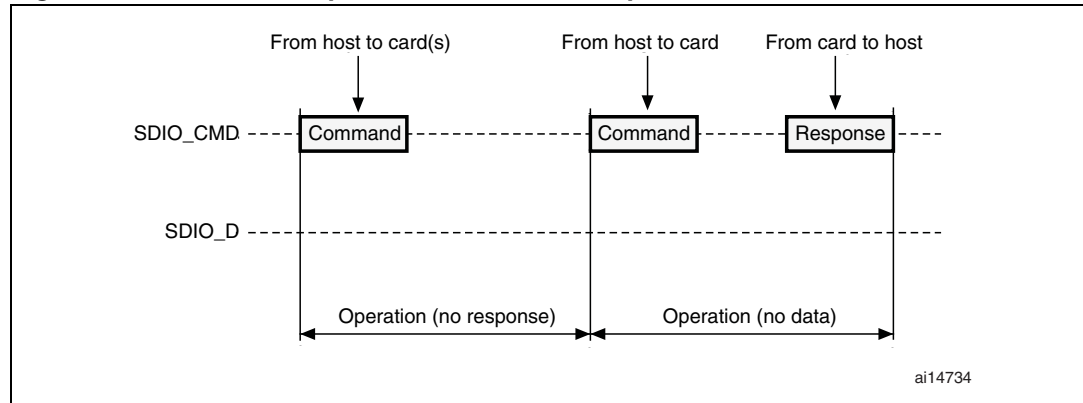 From host to card(s) From host to card From card to host
SDIO_CMD Command Command Response
SDIO_D
Operation (no response) Operation (no data)
ai14734